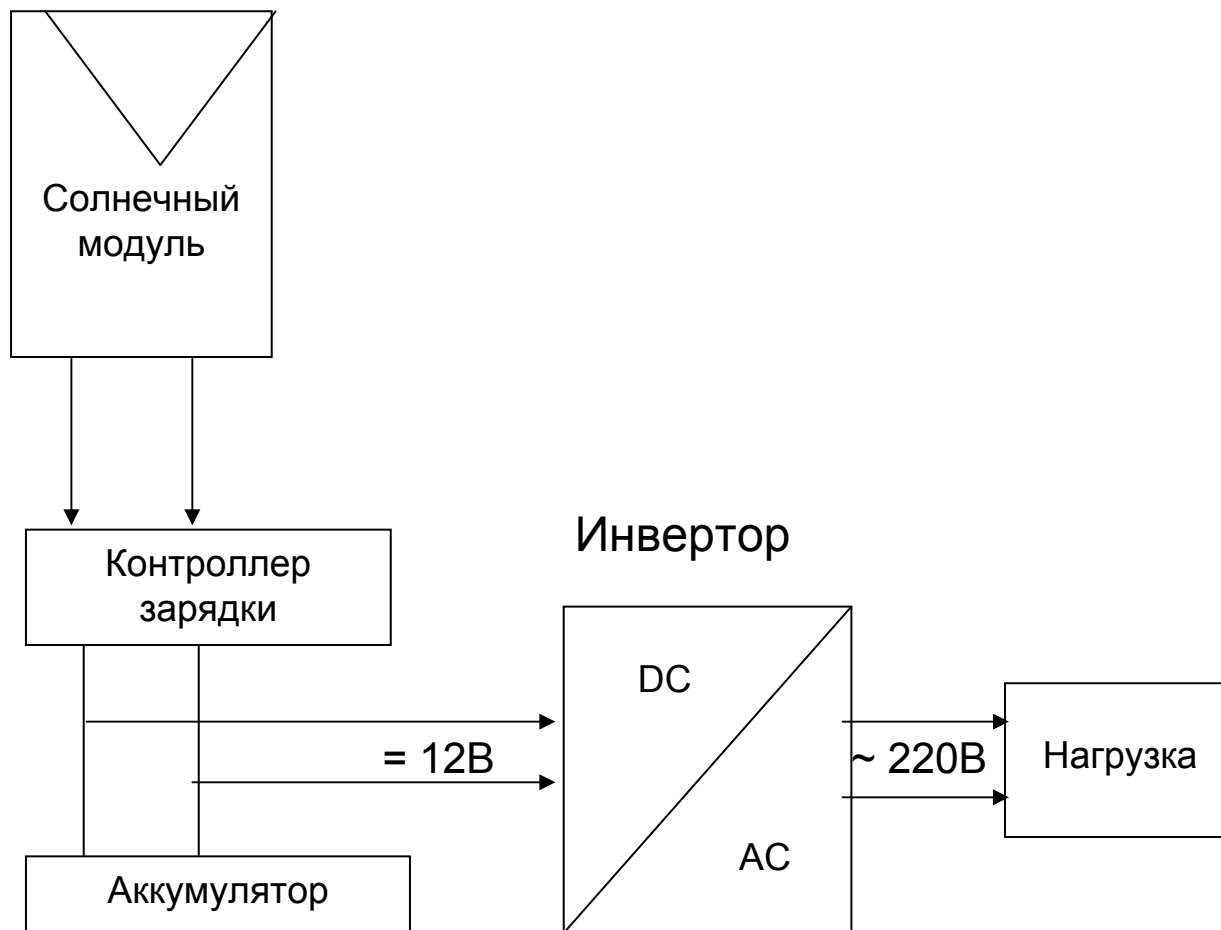 Солнечный
модуль
Контроллер
зарядки
Инвертор
DC
= 12В
~ 220В
Нагрузка
AC
Аккумулятор